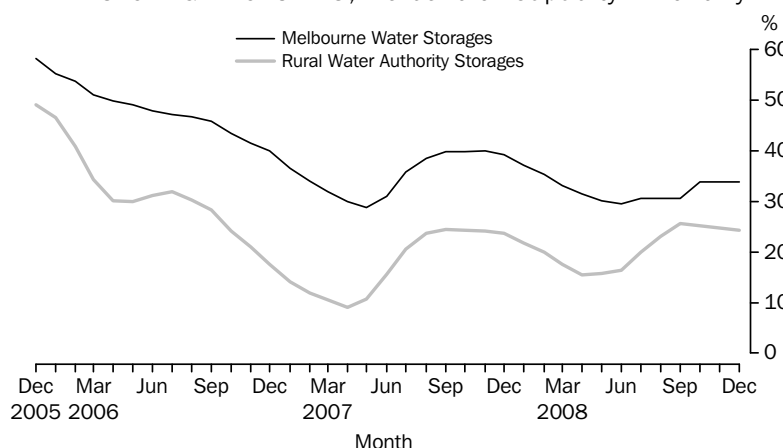 %
Melbourne Water Storages
Rural Water Authority Storages
60
50
40
30
20
10
0
Dec Mar Jun Sep Dec Mar Jun Sep Dec Mar Jun Sep Dec
2005 2006 2007 2008
Month